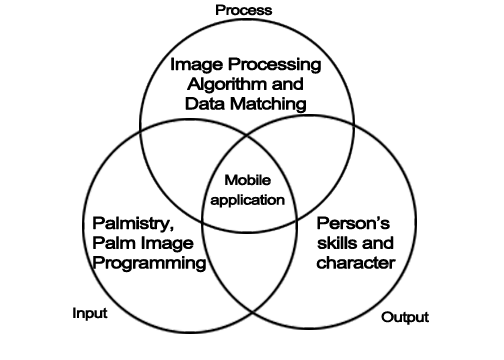 Process
Image Processing
Algorithm and
Data Matching
Mobile
application
Palmistry,
Palm Image
Programming
Person's
skills and
character
Input
Output